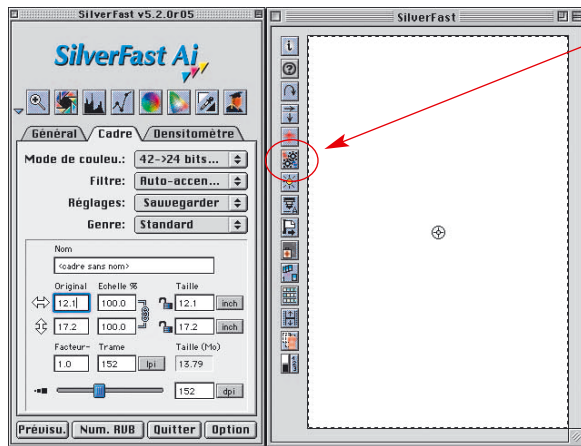 SilverFast v5.2.0r05
SilverFast Ai
Général Cadre Densitomètre
Mode de couleu.: 42->24 bits...
Filtre: Auto-accen...
Réglages: Sauvegarder
Genre: Standard
Nom
<cadre sans nom>
Original Echelle % Taille
12.1 100.0 12.1 inch
17.2 100.0 17.2 inch
Facteur- Trame Taille (Mo)
1.0 152 lpi 13.79
152 dpi
Prévisu. Num. RVB Quitter Option
SilverFast